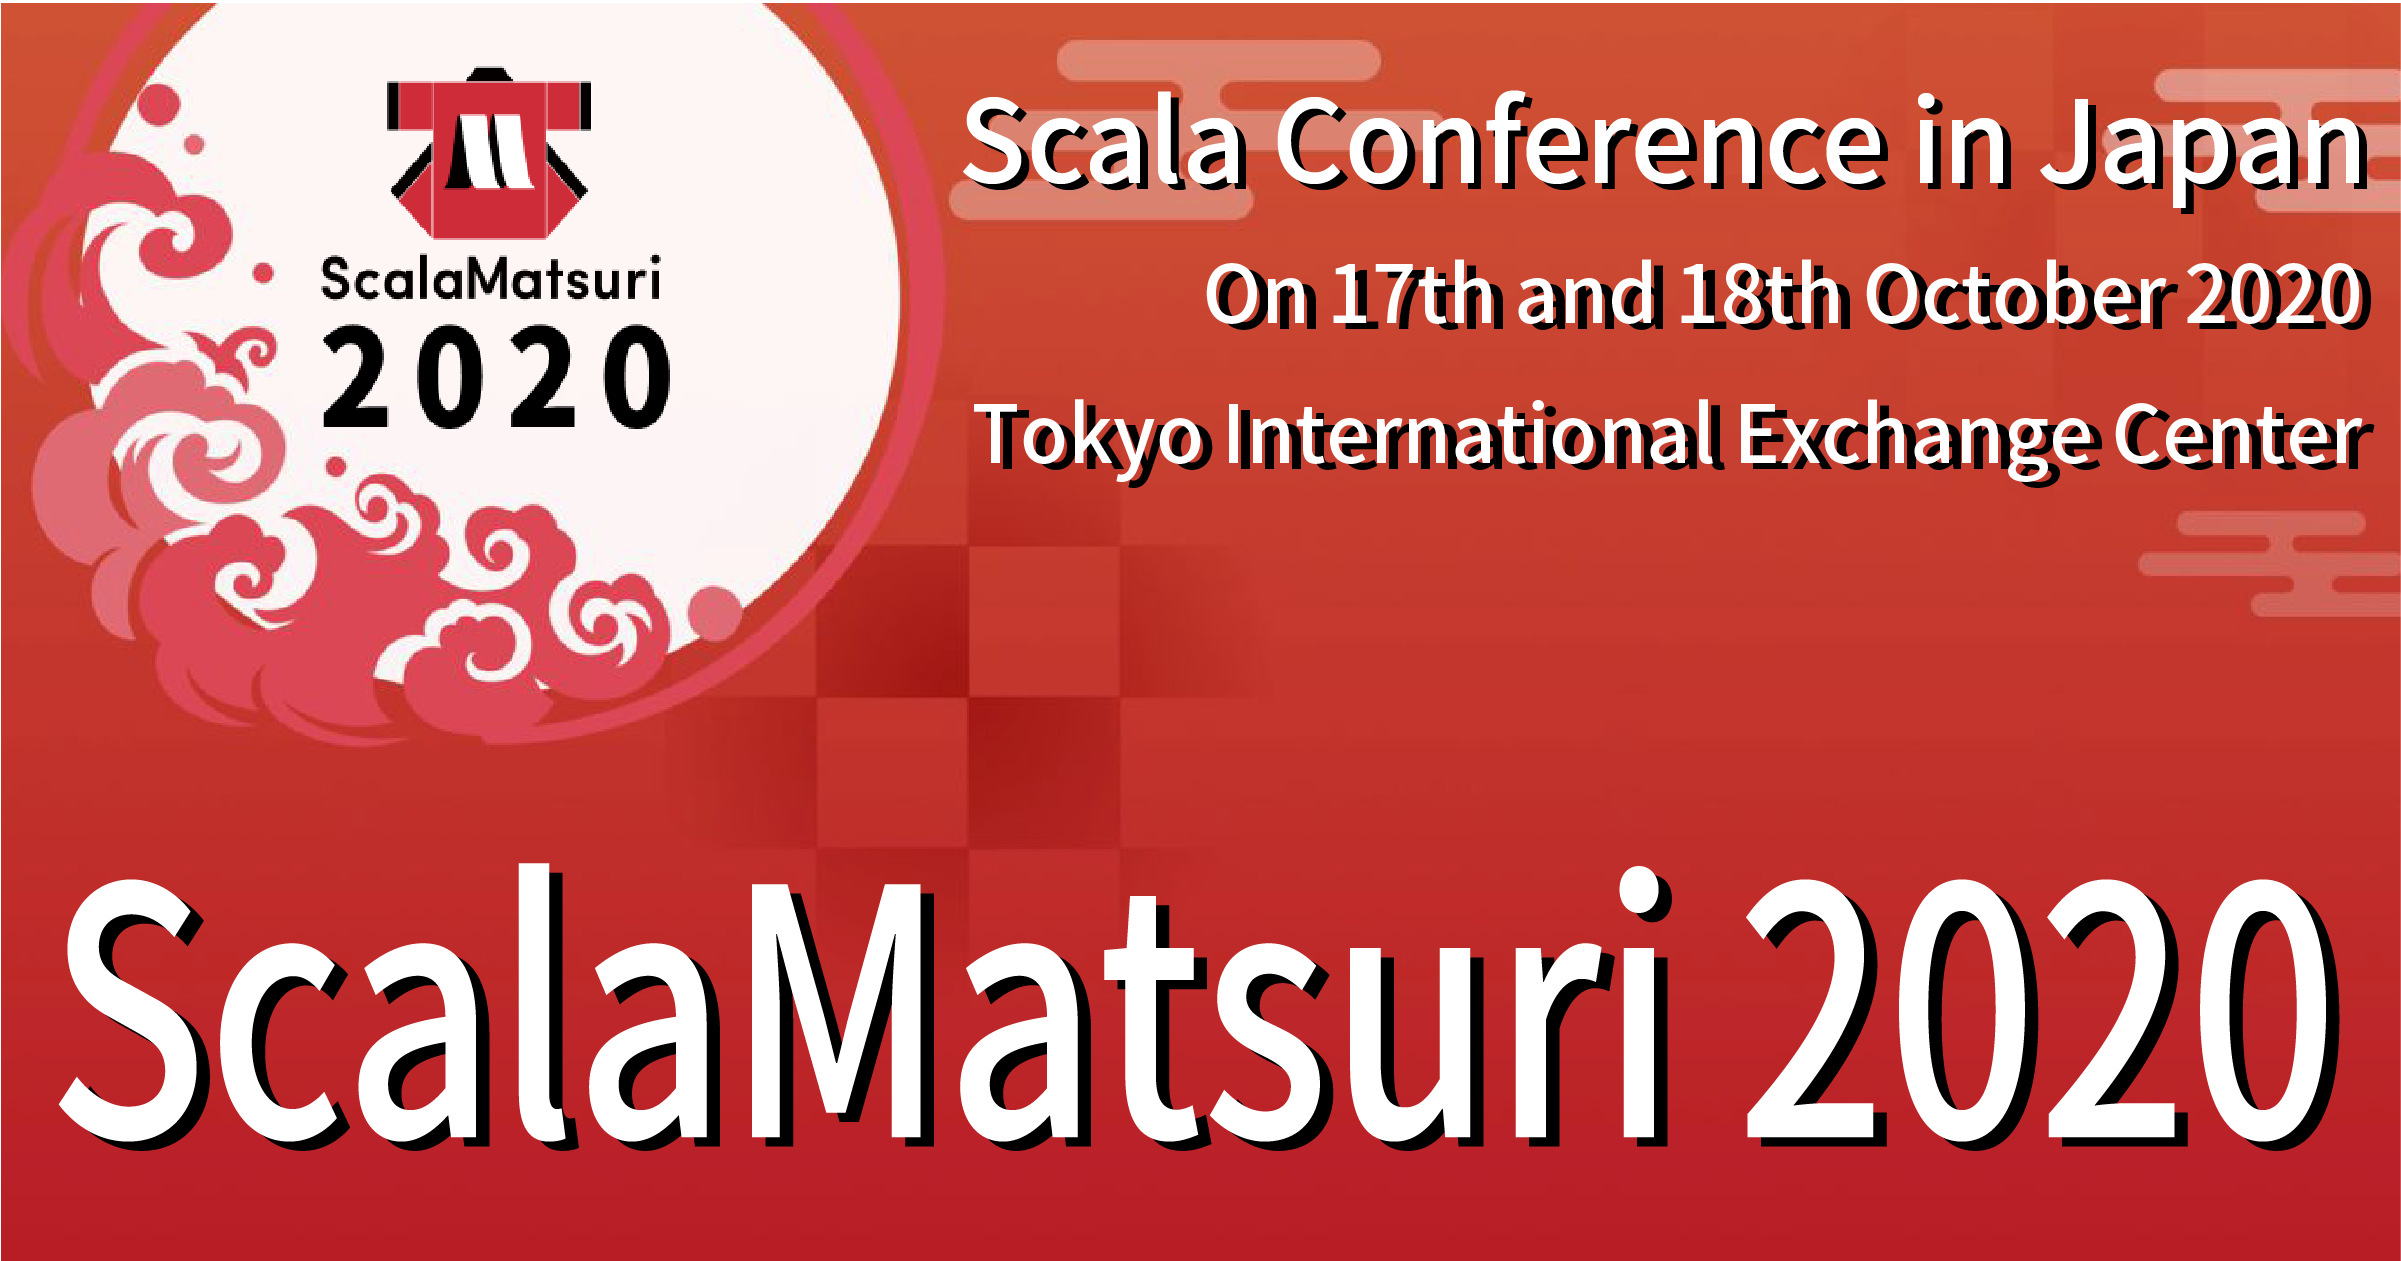 ScalaMatsuri
2020
Scala Conference in Japan
On 17th and 18th October 2020
Tokyo International Exchange Center
ScalaMatsuri 2020